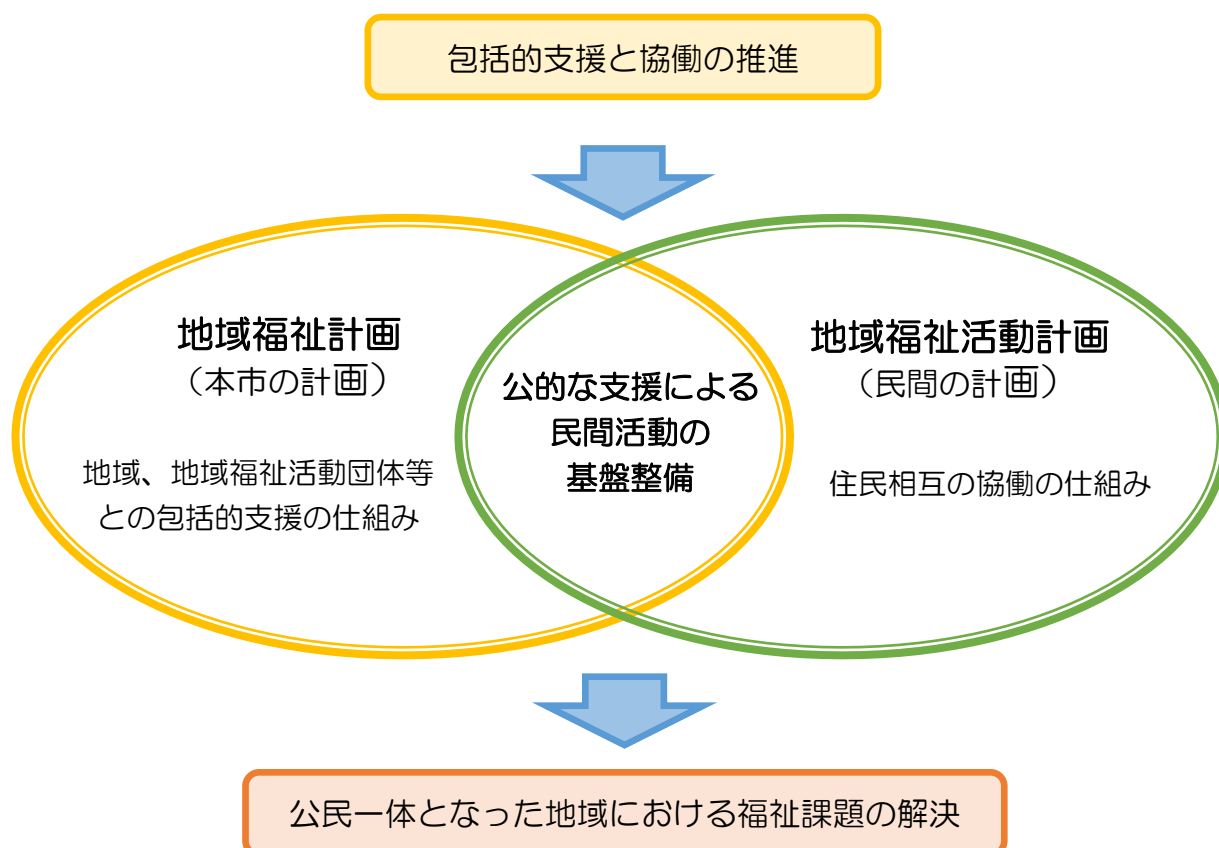 包括的支援と協働の推進
地域福祉計画
（本市の計画）
地域、地域福祉活動団体等
との包括的支援の仕組み
公的な支援による
民間活動の
基盤整備
地域福祉活動計画
（民間の計画）
住民相互の協働の仕組み
公民一体となった地域における福祉課題の解決